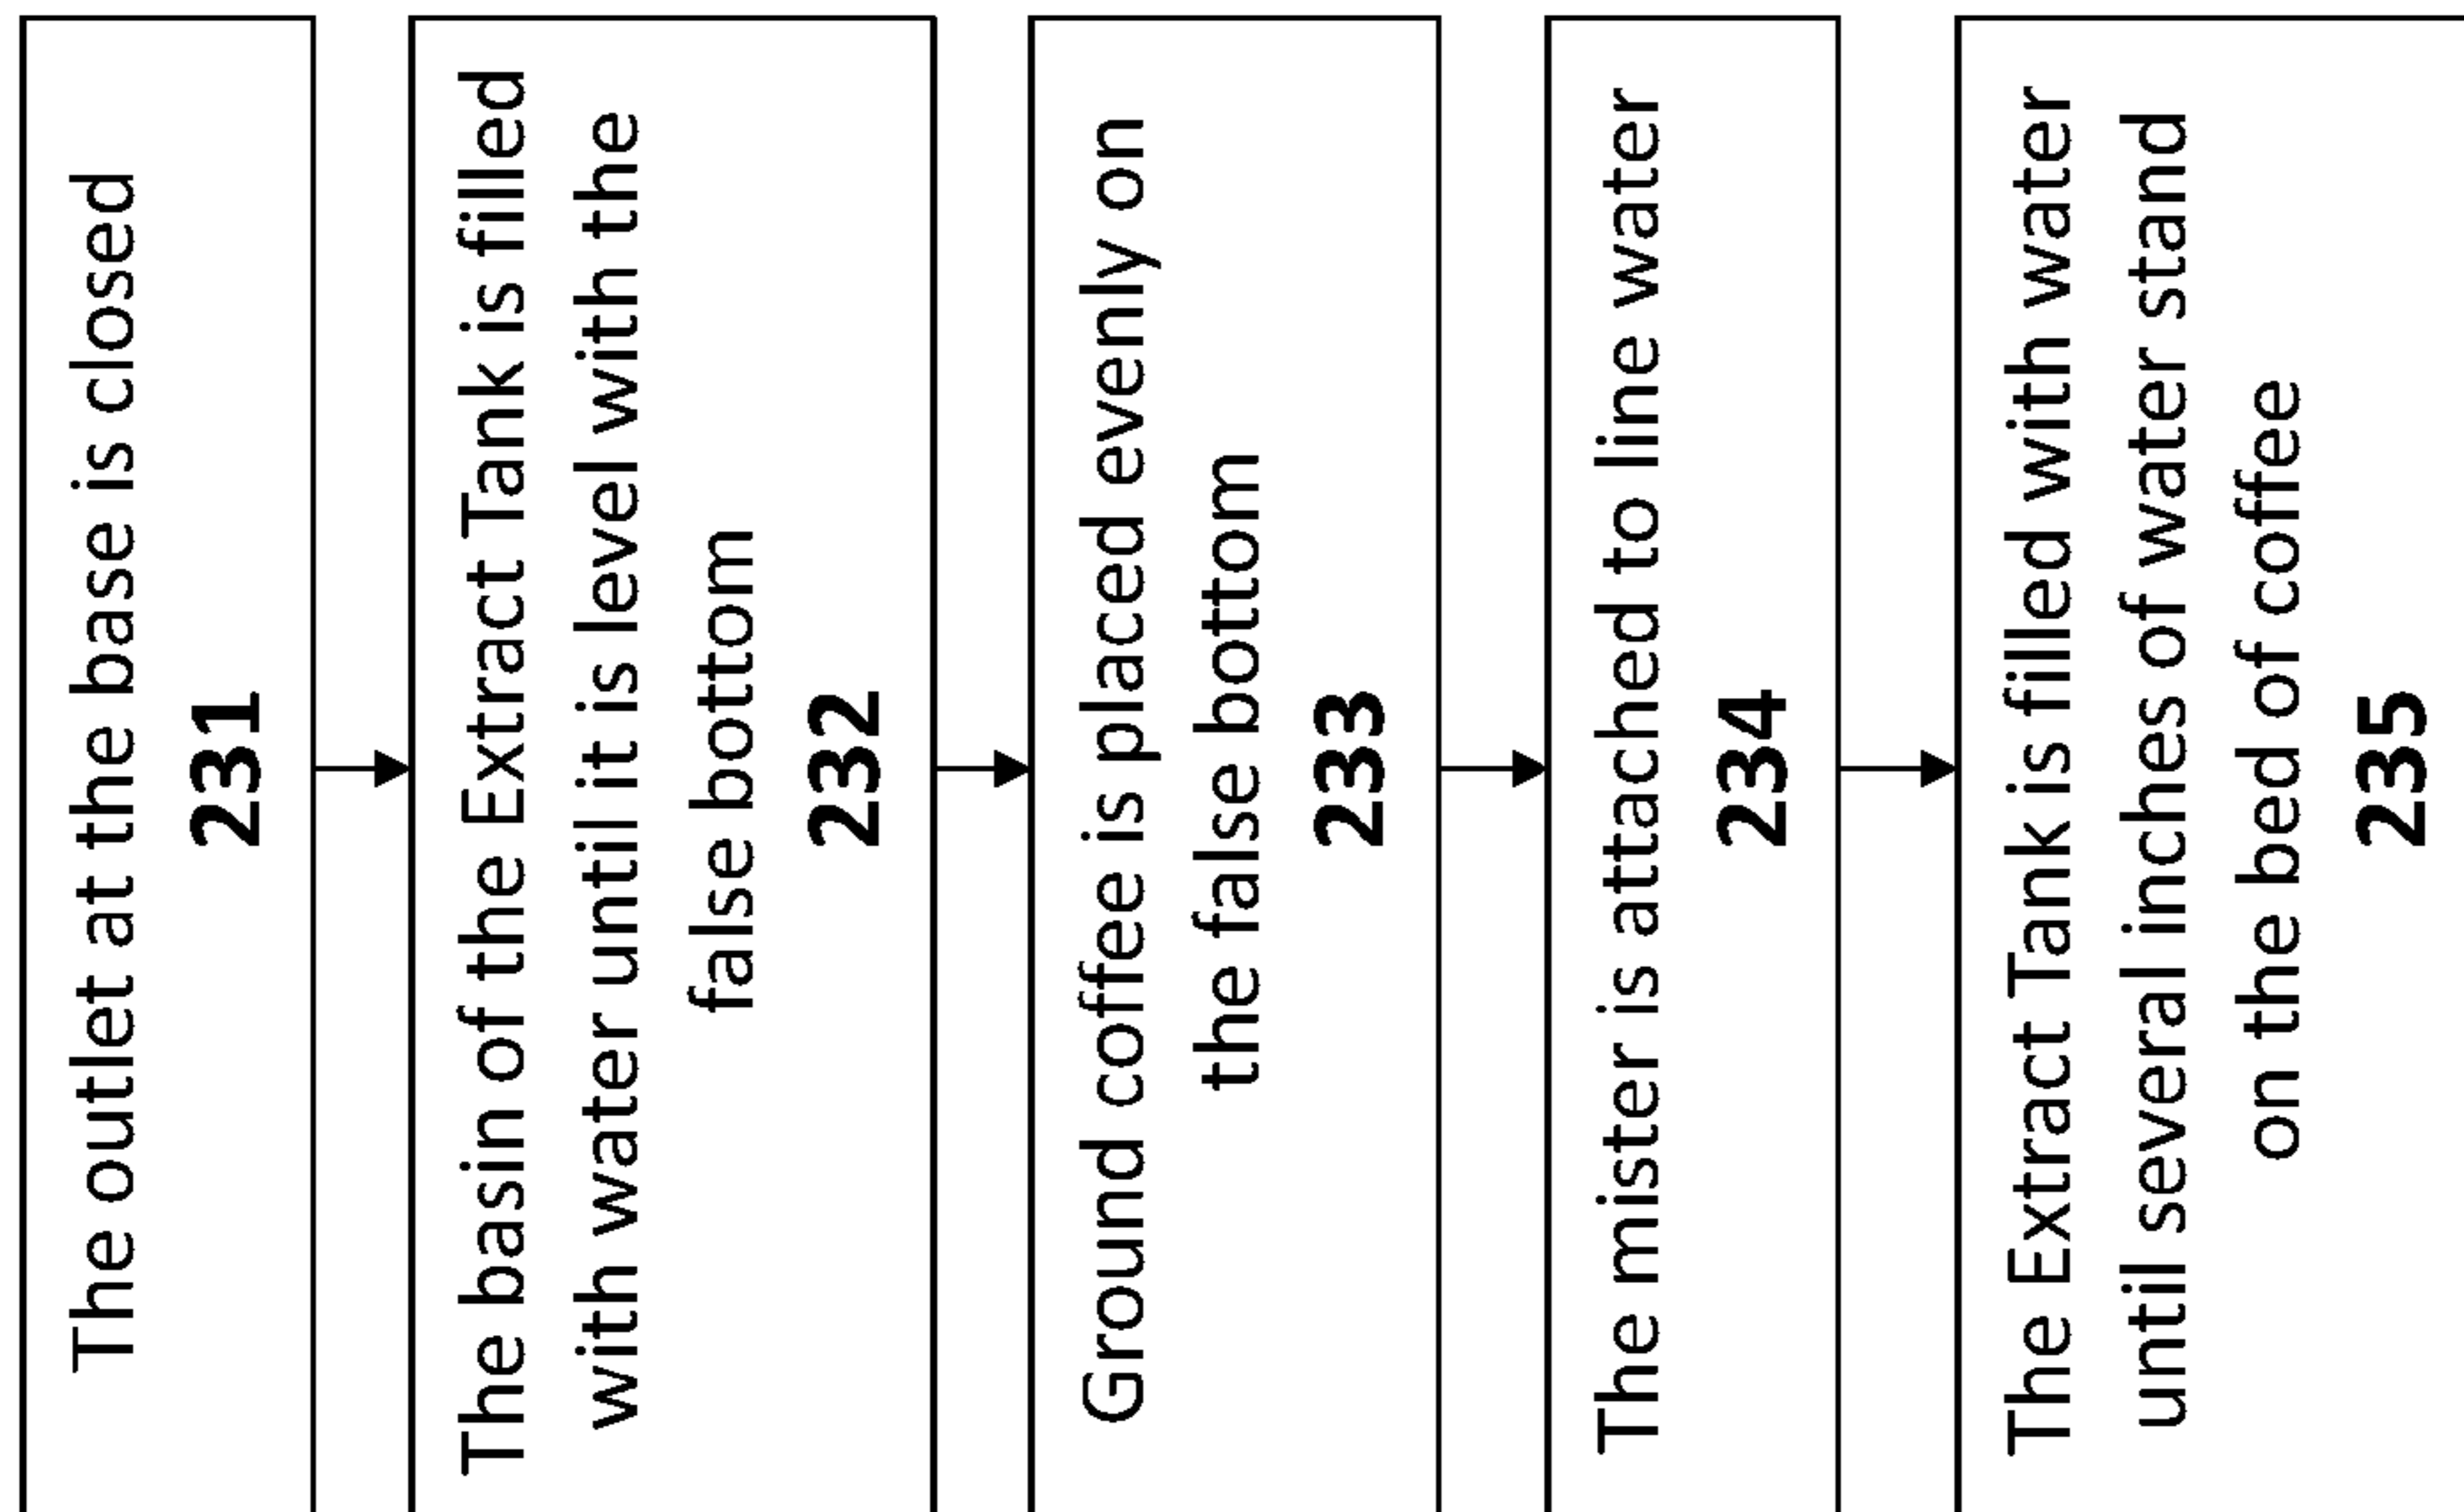 The outlet at the base is closed
231
The basin of the Extract Tank is filled
with water until iit is level with the
false bottom
232
Ground coffee is placed evenly on
the false bottom
233
The mister is attached to line water
234
The Extract Tank is filled with water
until several inches of water stand
on the bed of coffee
235